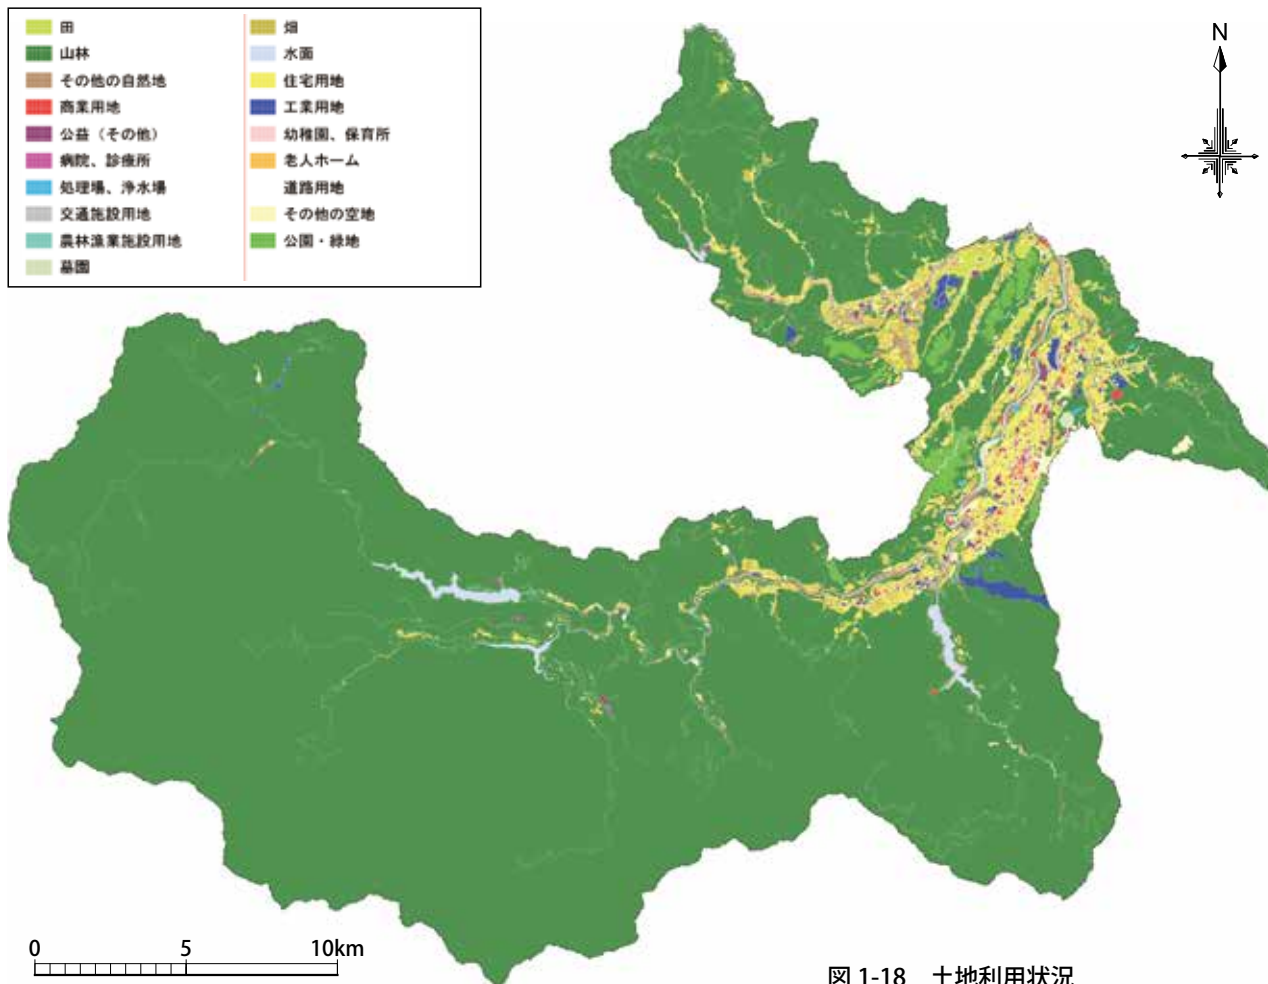 田
山林
その他の自然地
商業用地
公益（その他）
病院、診療所
処理場、浄水場
交通施設用地
農林漁業施設用地
墓園
畑
水面
住宅用地
工業用地
幼稚園、保育所
老人ホーム
道路用地
その他の空地
公園・緑地
N
0 5 10km
図 1-18 土地利用状況